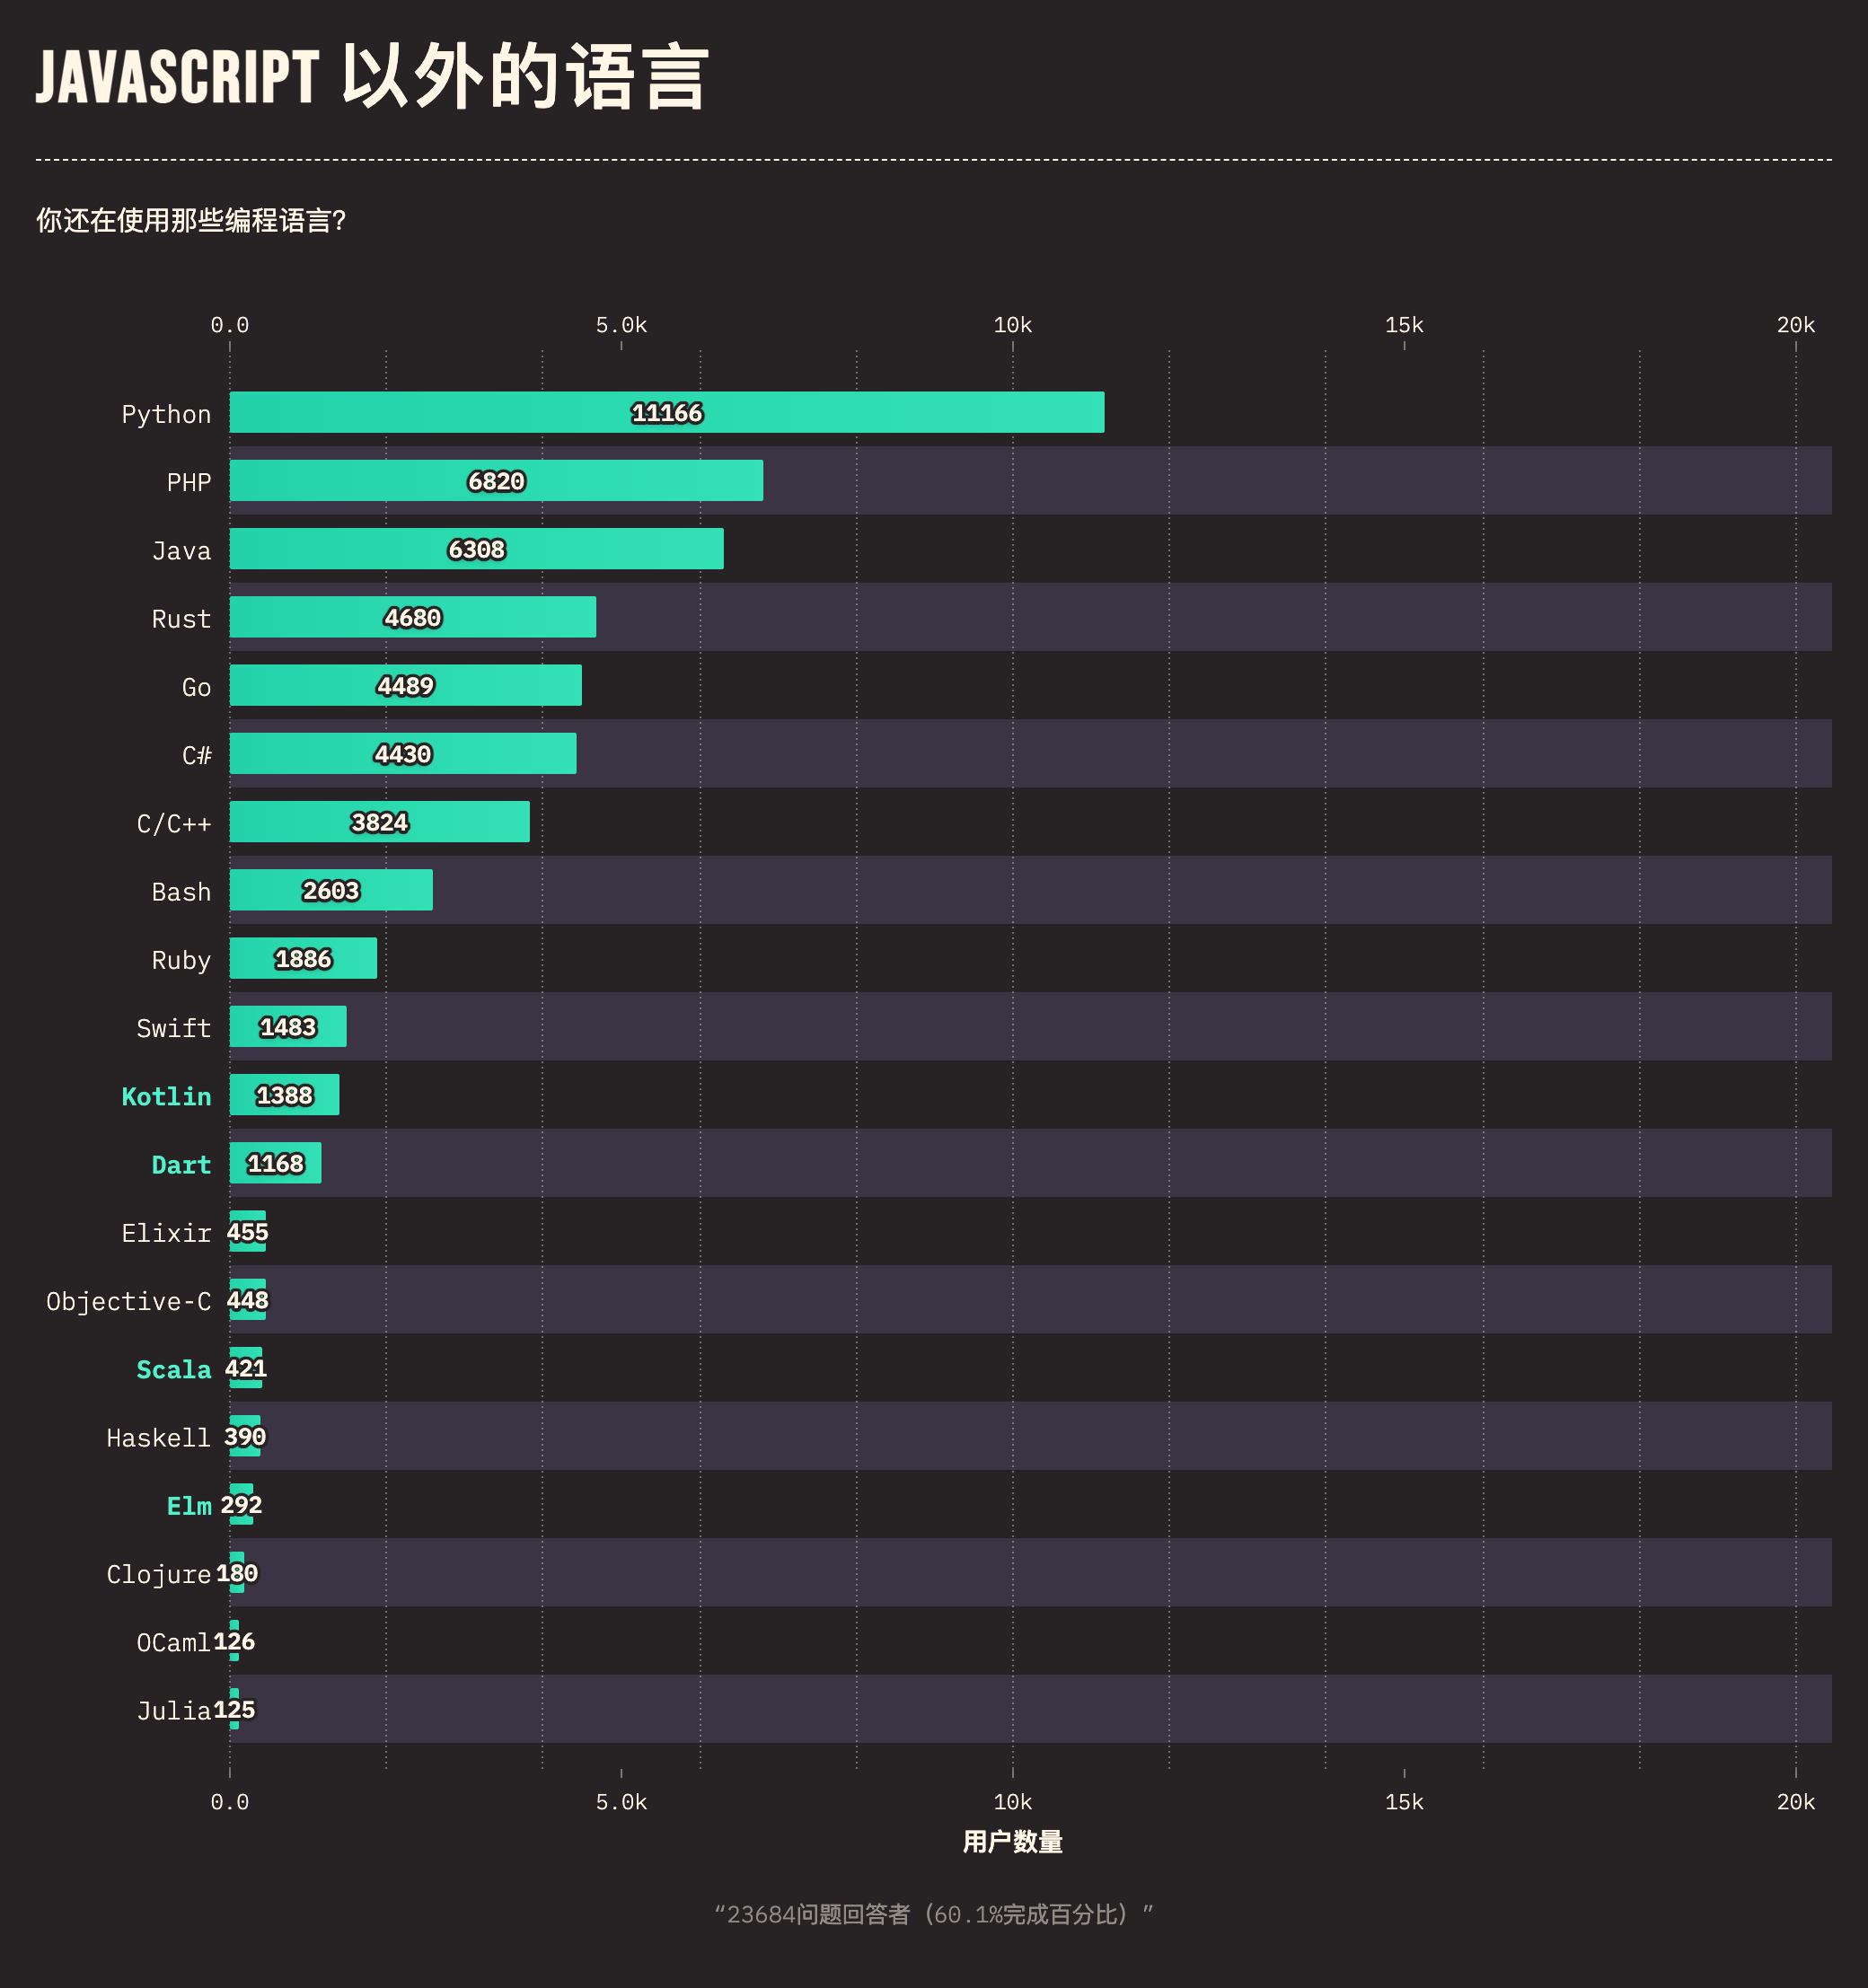 JAVASCRIPT 以外的语言
你还在使用那些编程语言?
0.0 5.0k 10k 15k 20k
Python 11166
PHP 6820
Java 6308
Rust 4680
Go 4489
C# 4430
C/C++ 3824
Bash 2603
Ruby 1886
Swift 1483
Kotlin 1388
Dart 1168
Elixir 455
Objective-C 448
Scala 421
Haskell 390
Elm 292
Clojure 180
OCaml 126
Julia 125
0.0 5.0k 10k 15k 20k
用户数量
“23684问题回答者（60.1%完成百分比）”